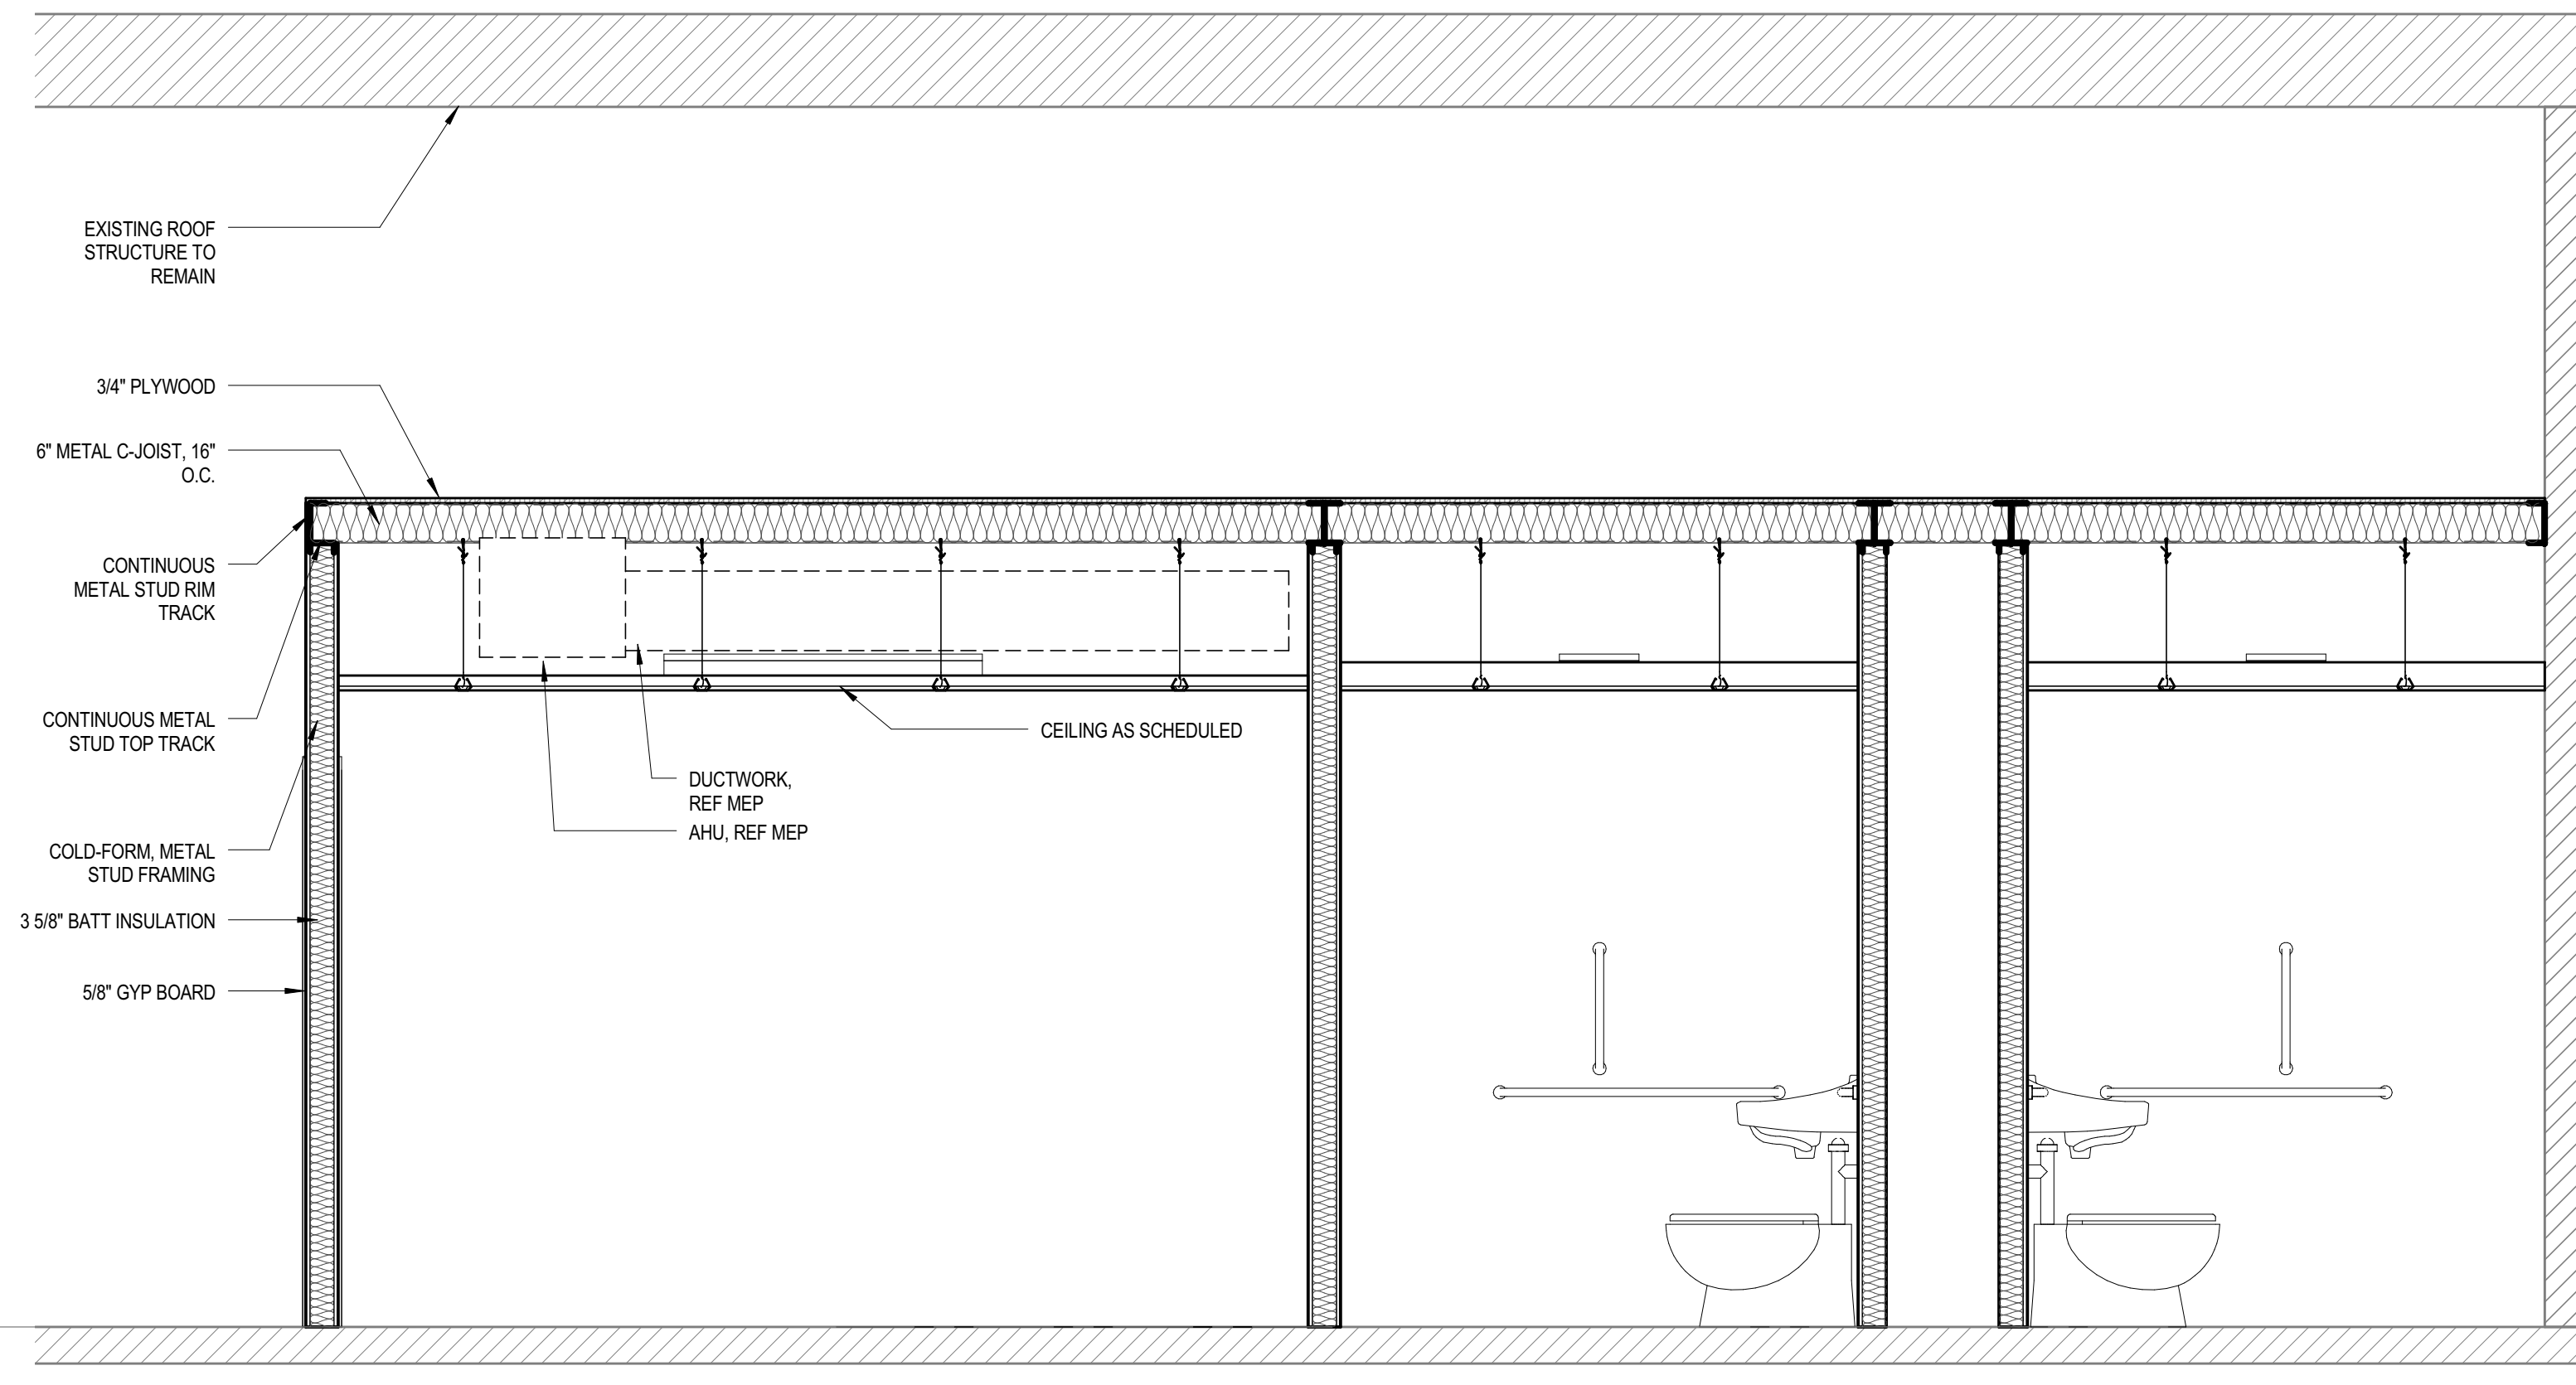 EXISTING ROOF
STRUCTURE TO
REMAIN
3/4" PLYWOOD
6" METAL C-JOIST, 16"
O.C.
CONTINUOUS
METAL STUD RIM
TRACK
CONTINUOUS METAL
STUD TOP TRACK
CEILING AS SCHEDULED
DUCTWORK,
REF MEP
AHU, REF MEP
COLD-FORM, METAL
STUD FRAMING
3 5/8" BATT INSULATION
5/8" GYP BOARD